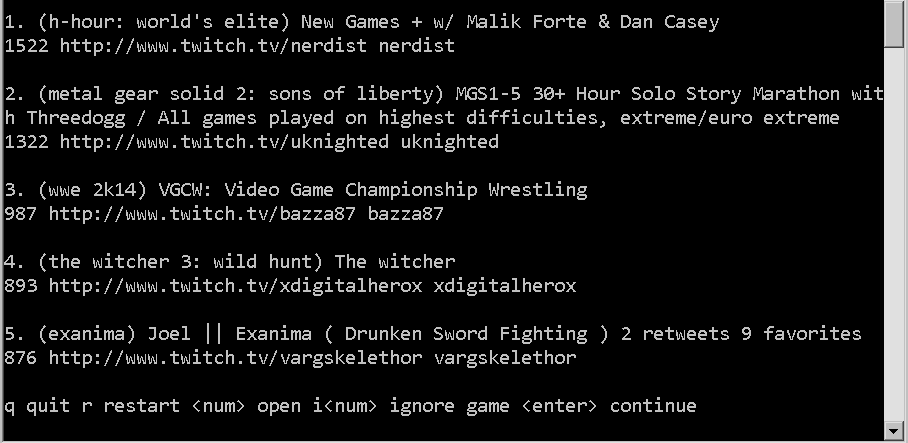 1. (h-hour: world's elite) New Games + w/ Malik Forte & Dan Casey
1522 http://www.twitch.tv/nerdist nerdist
2. (metal gear solid 2: sons of liberty) MGS1-5 30+ Hour Solo Story Marathon wit
h Threedogg / All games played on highest difficulties, extreme/euro extreme
1322 http://www.twitch.tv/uknighted uknighted
3. (wwe 2k14) VGCW: Video Game Championship Wrestling
987 http://www.twitch.tv/bazza87 bazza87
4. (the witcher 3: wild hunt) The witcher
893 http://www.twitch.tv/xdigitalherox xdigitalherox
5. (exanima) Joel || Exanima ( Drunken Sword Fighting ) 2 retweets 9 favorites
876 http://www.twitch.tv/vargskelethor vargskelethor
q quit r restart <num> open i<num> ignore game <enter> continue